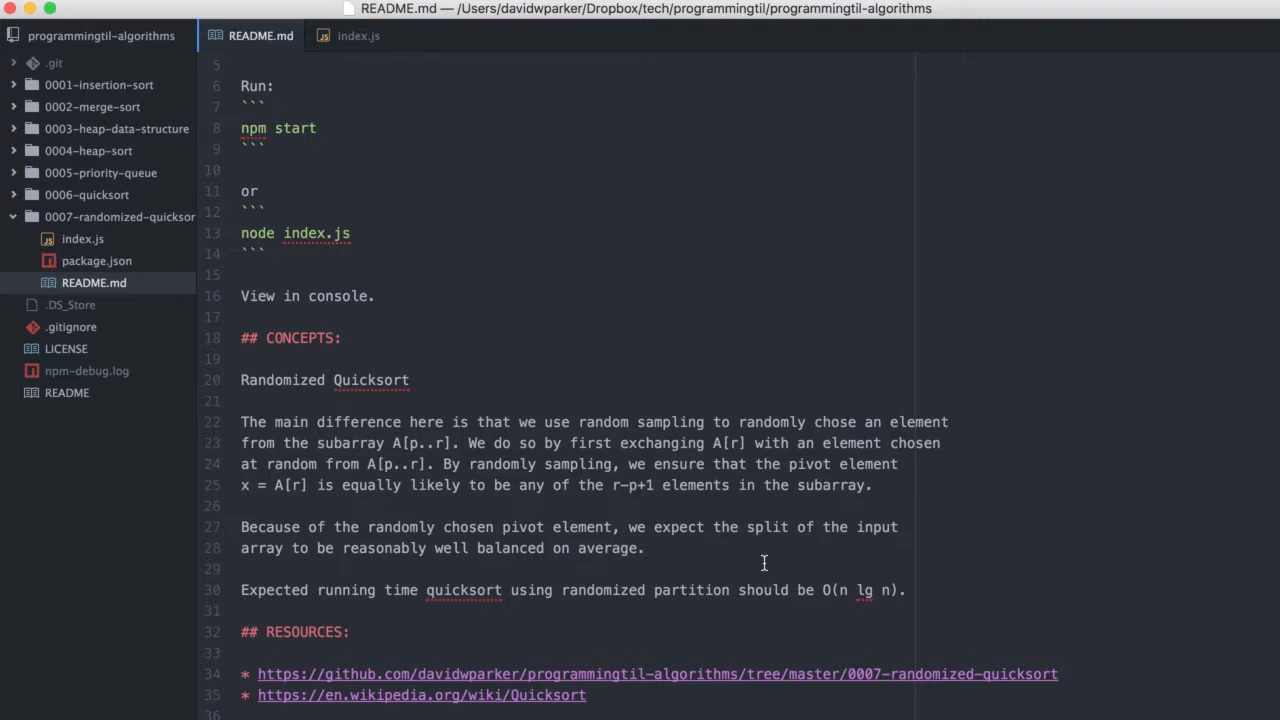 README.md — /Users/davidwparker/Dropbox/tech/programmingtil/programmingtil-algorithms
programmingtil-algorithms
.git
0001-insertion-sort
0002-merge-sort
0003-heap-data-structure
0004-heap-sort
0005-priority-queue
0006-quicksort
0007-randomized-quicksor
index.js
package.json
README.md
.DS_Store
.gitignore
LICENSE
npm-debug.log
README
README.md
index.js
5
6 Run:
7 ```
8 npm start
9 ```
10
11 or
12 ```
13 node index.js
14 ```
15
16 View in console.
17
18 ## CONCEPTS:
19
20 Randomized Quicksort
21
22 The main difference here is that we use random sampling to randomly chose an element
23 from the subarray A[p..r]. We do so by first exchanging A[r] with an element chosen
24 at random from A[p..r]. By randomly sampling, we ensure that the pivot element
25 x = A[r] is equally likely to be any of the r-p+1 elements in the subarray.
26
27 Because of the randomly chosen pivot element, we expect the split of the input
28 array to be reasonably well balanced on average.
29
30 Expected running time quicksort using randomized partition should be O(n lg n).
31
32 ## RESOURCES:
33
34 * https://github.com/davidwparker/programmingtil-algorithms/tree/master/0007-randomized-quicksort
35 * https://en.wikipedia.org/wiki/Quicksort
36